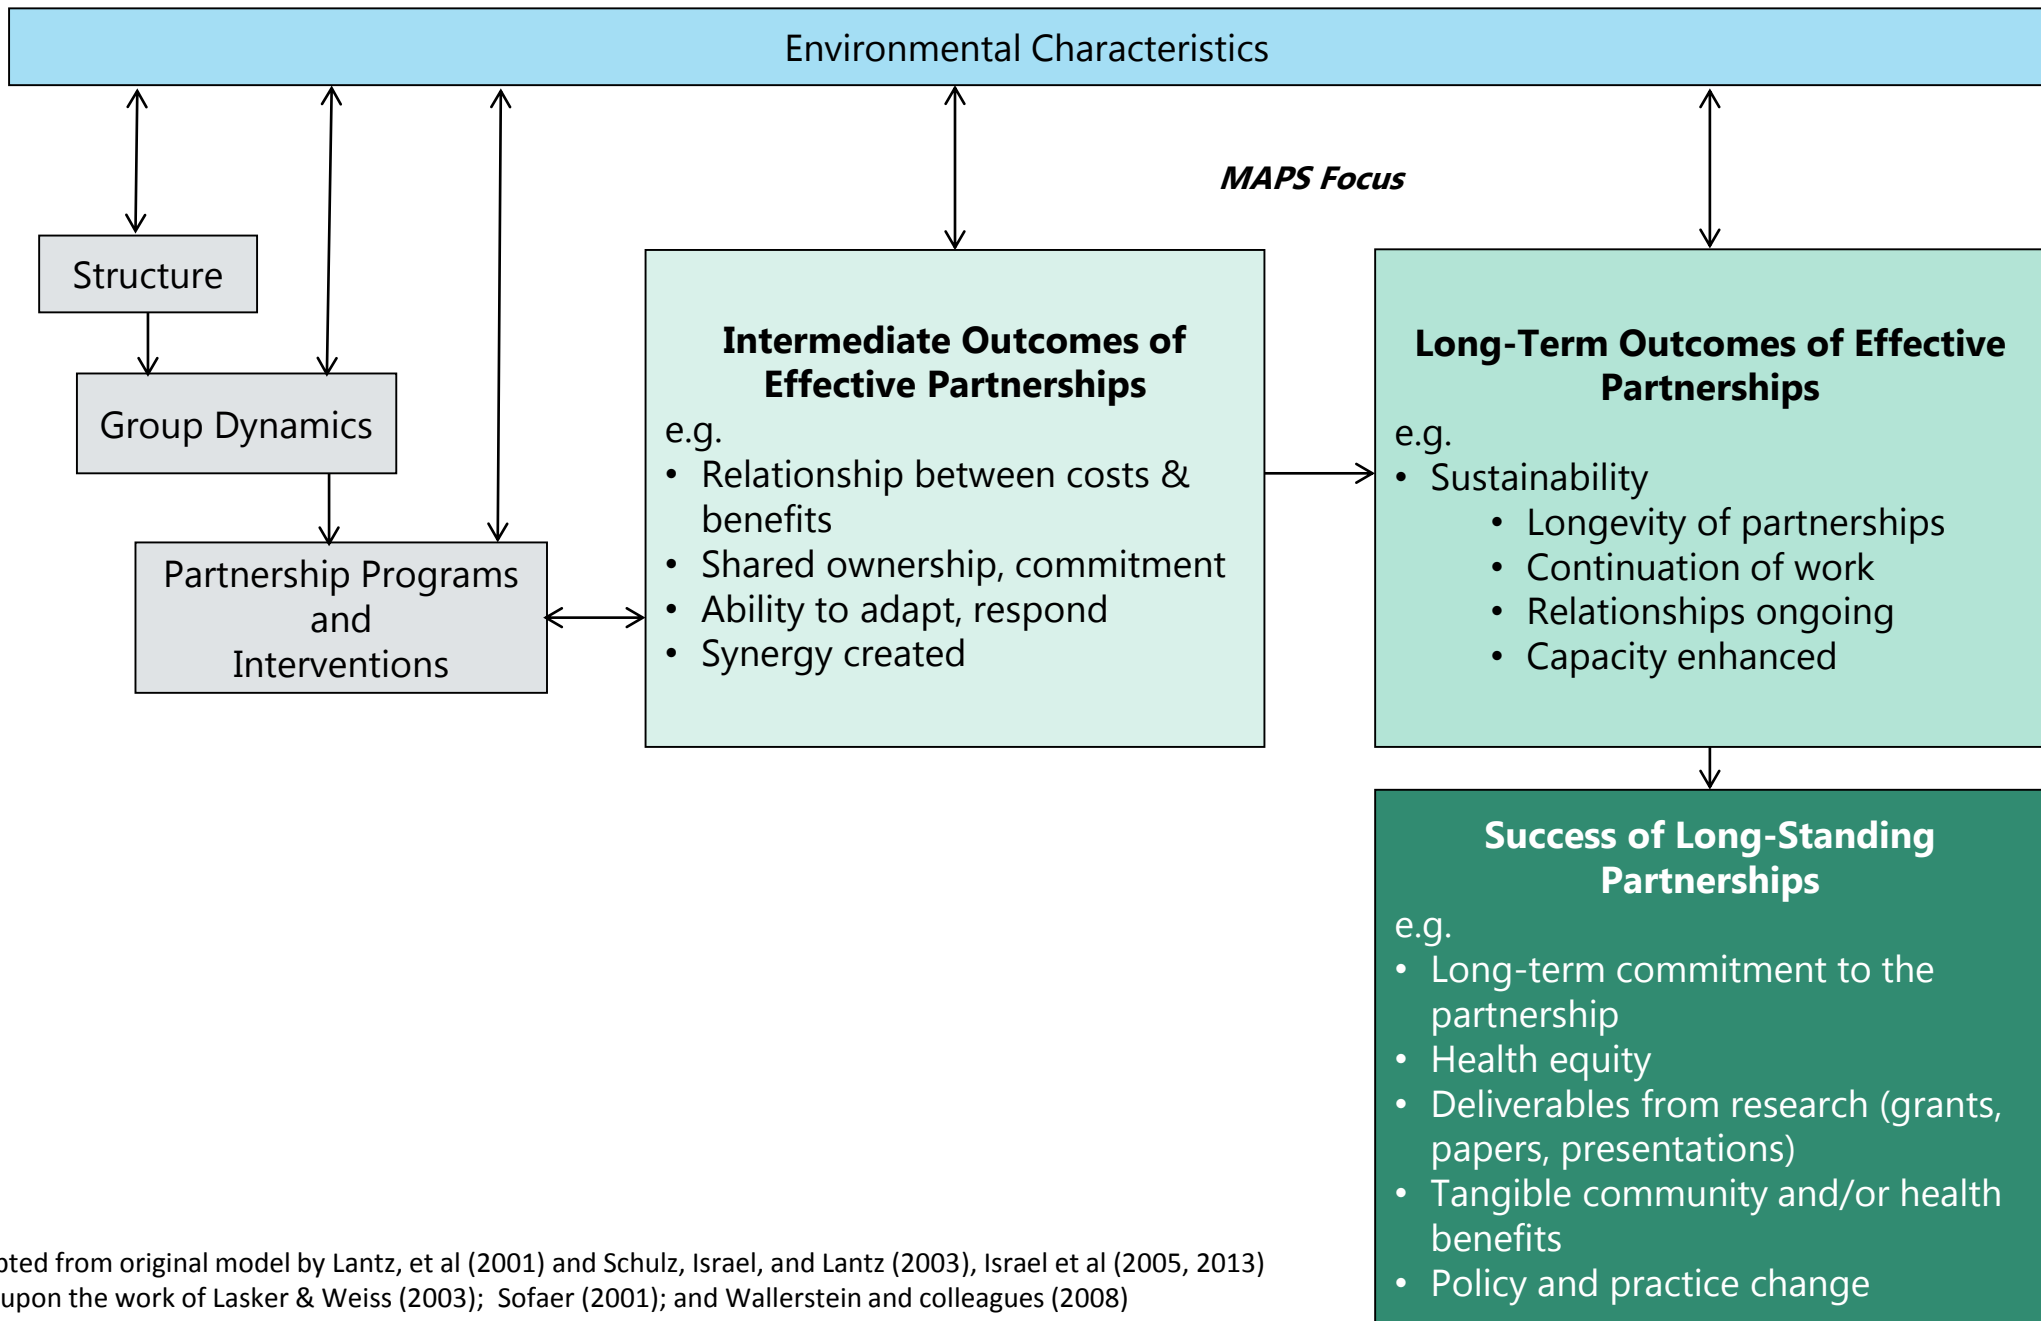 Environmental Characteristics
MAPS Focus
Structure
Group Dynamics
Partnership Programs
and
Interventions
Intermediate Outcomes of
Effective Partnerships
e.g.
• Relationship between costs &
benefits
• Shared ownership, commitment
• Ability to adapt, respond
• Synergy created
Long-Term Outcomes of Effective
Partnerships
e.g.
• Sustainability
• Longevity of partnerships
• Continuation of work
• Relationships ongoing
• Capacity enhanced
Success of Long-Standing
Partnerships
e.g.
• Long-term commitment to the
partnership
• Health equity
• Deliverables from research (grants,
papers, presentations)
• Tangible community and/or health
benefits
• Policy and practice change
from original model by Lantz, et al (2001) and Schulz, Israel, and Lantz (2003), Israel et al (2005, 2013)
upon the work of Lasker & Weiss (2003); Sofaer (2001); and Wallerstein and colleagues (2008)